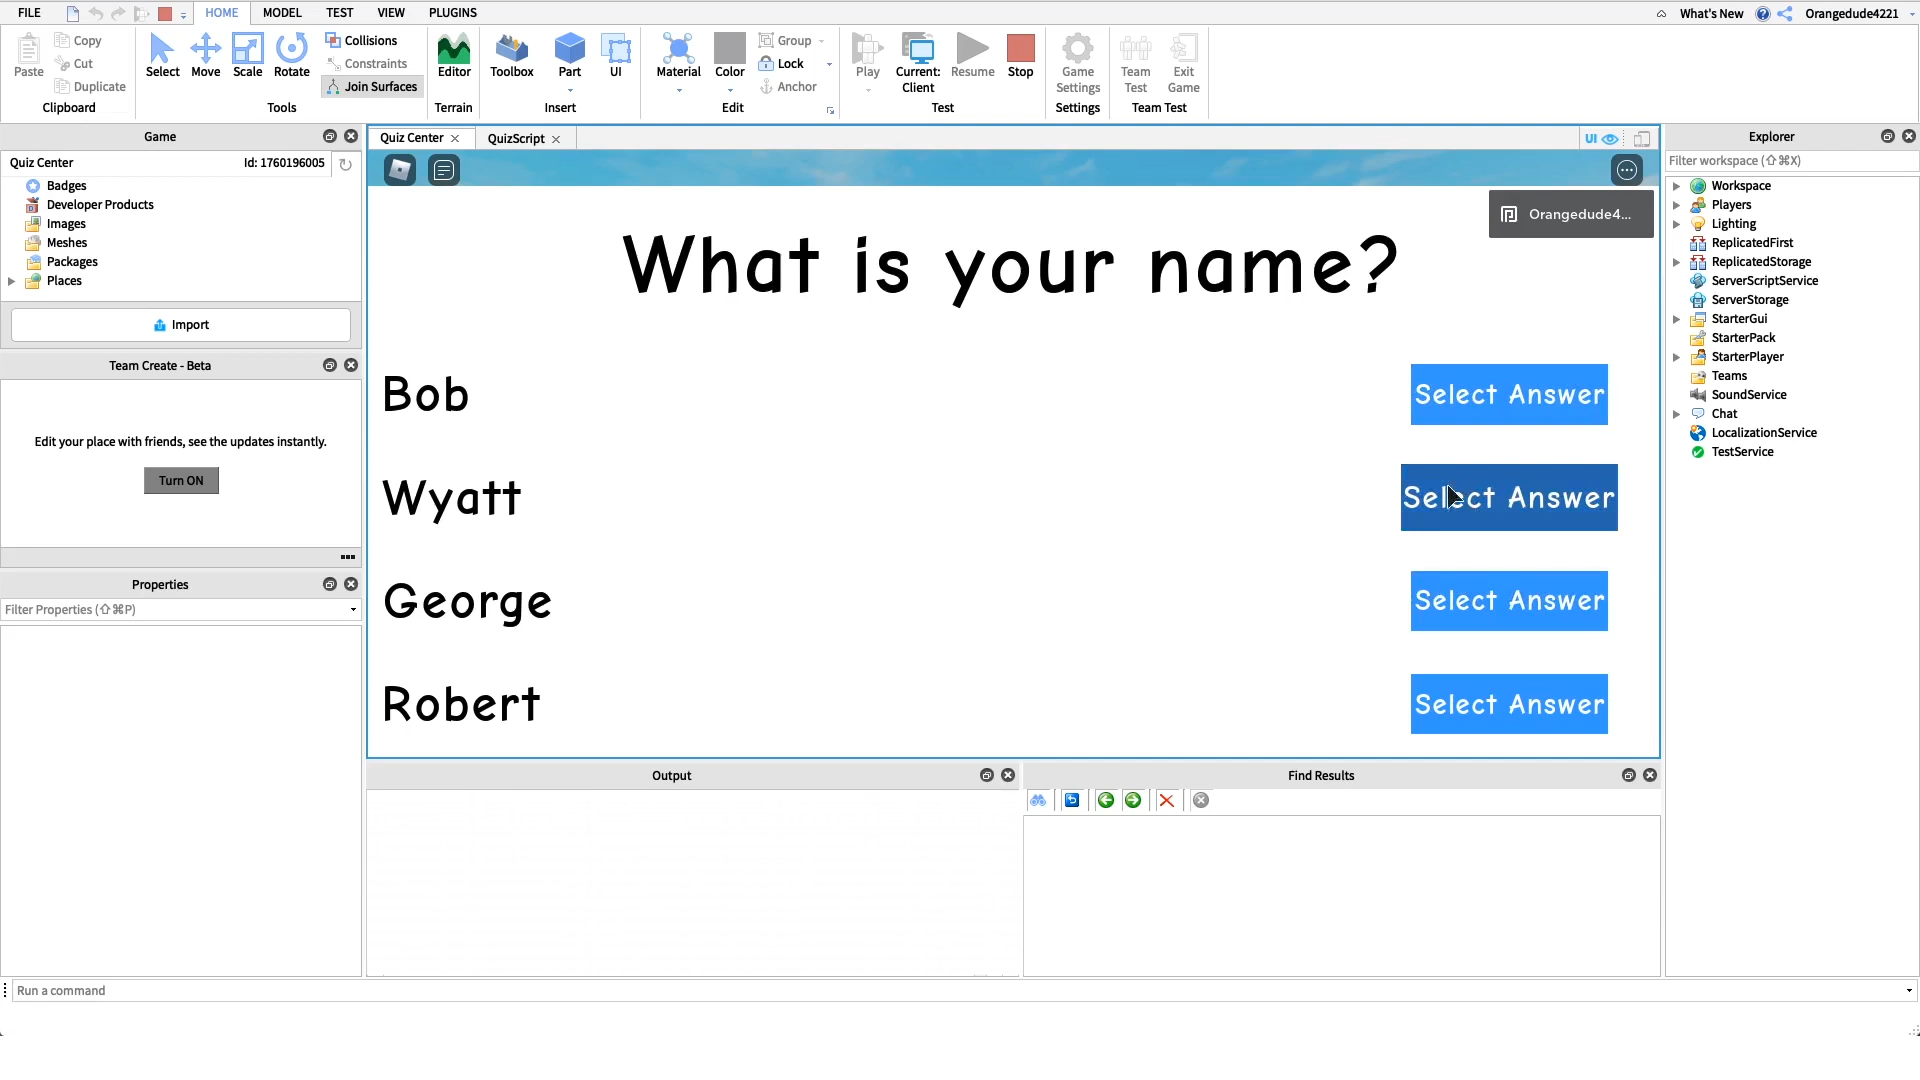 FILE HOME MODEL TEST VIEW PLUGINS What's New Orangedude4221
Paste Copy Cut Duplicate Clipboard
Select Move Scale Rotate Collisions Constraints Join Surfaces Tools
Editor Terrain
Toolbox Part UI Insert
Material Color Group Lock Anchor Edit
Play Current: Client Resume Stop Test
Game Settings Settings
Team Test Exit Game Team Test
Game
Quiz Center Id: 1760196005
Badges
Developer Products
Images
Meshes
Packages
Places
Import
Team Create - Beta
Edit your place with friends, see the updates instantly.
Turn ON
Properties
Filter Properties (⇧⌘P)
Quiz Center QuizScript UI
Orangedude4...
What is your name?
Bob Select Answer
Wyatt Select Answer
George Select Answer
Robert Select Answer
Output
Find Results
Explorer
Filter workspace (⇧⌘X)
Workspace
Players
Lighting
ReplicatedFirst
ReplicatedStorage
ServerScriptService
ServerStorage
StarterGui
StarterPack
StarterPlayer
Teams
SoundService
Chat
LocalizationService
TestService
Run a command